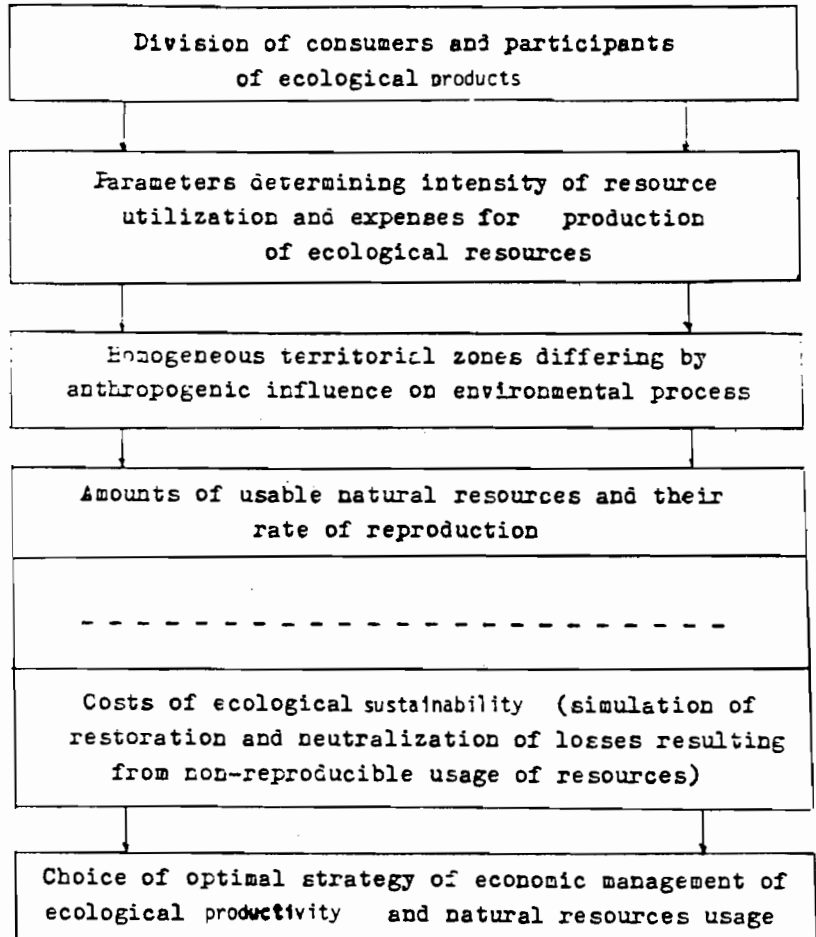 Division of consumers and participants
of ecological products
Parameters determining intensity of resource
utilization and expenses for production
of ecological resources
Homogeneous territorial zones differing by
anthropogenic influence on environmental process
Amounts of usable natural resources and their
rate of reproduction
Costs of ecological sustainability (simulation of
restoration and neutralization of losses resulting
from non-reproducible usage of resources)
Choice of optimal strategy of economic management of
ecological productivity and natural resources usage